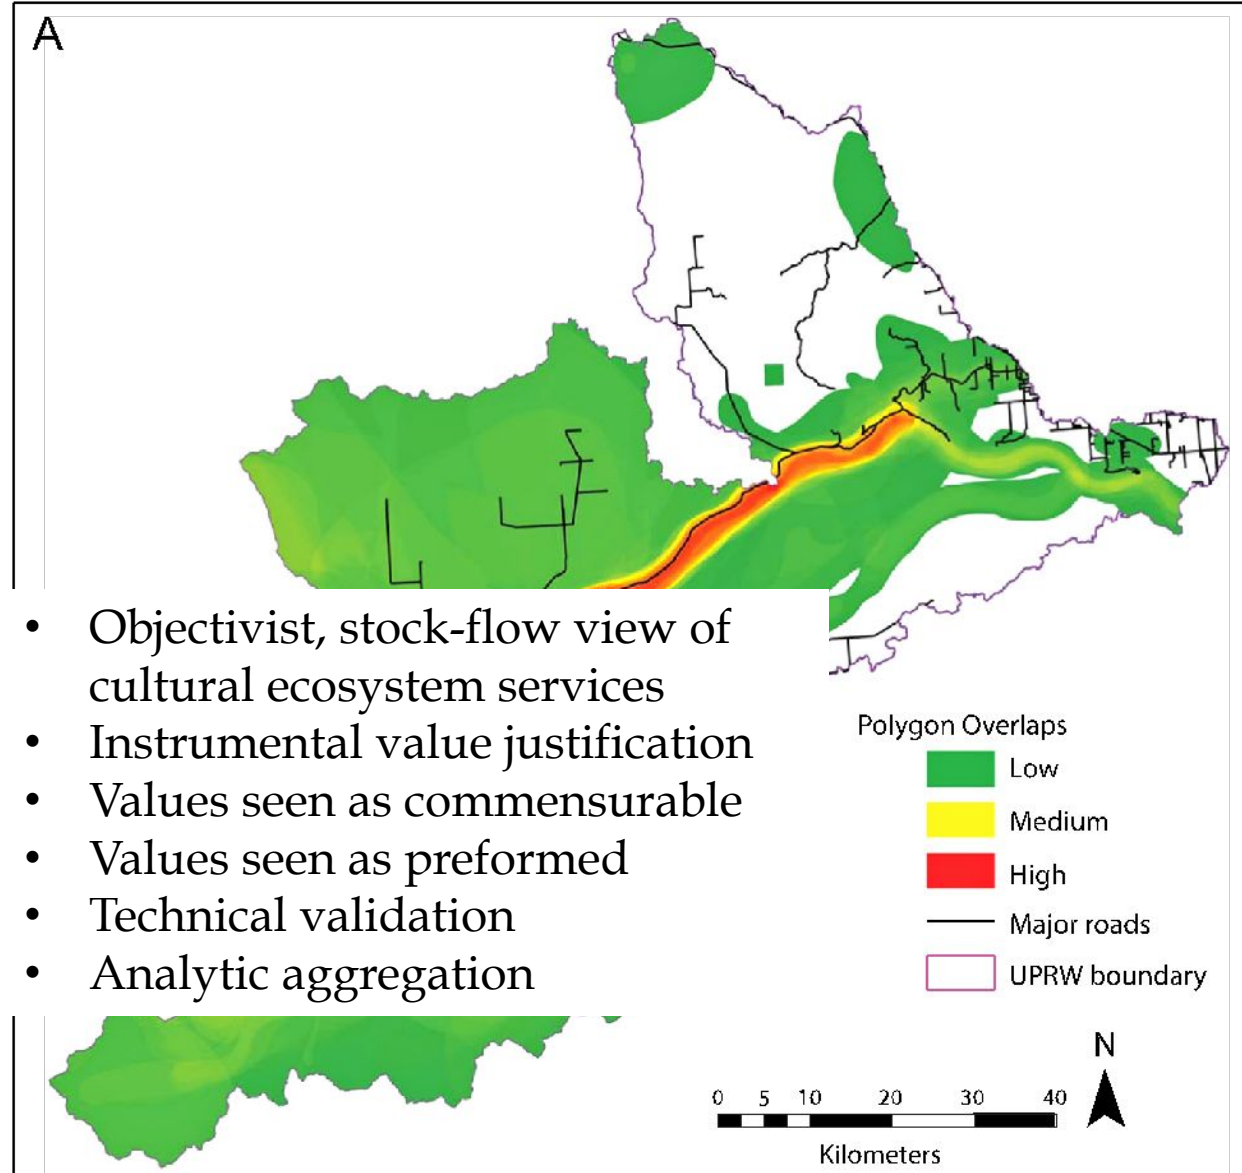 A
• Objectivist, stock-flow view of
cultural ecosystem services
• Instrumental value justification
• Values seen as commensurable
• Values seen as preformed
• Technical validation
• Analytic aggregation
Polygon Overlaps
Low
Medium
High
Major roads
UPRW boundary
N
0 5 10 20 30 40
Kilometers